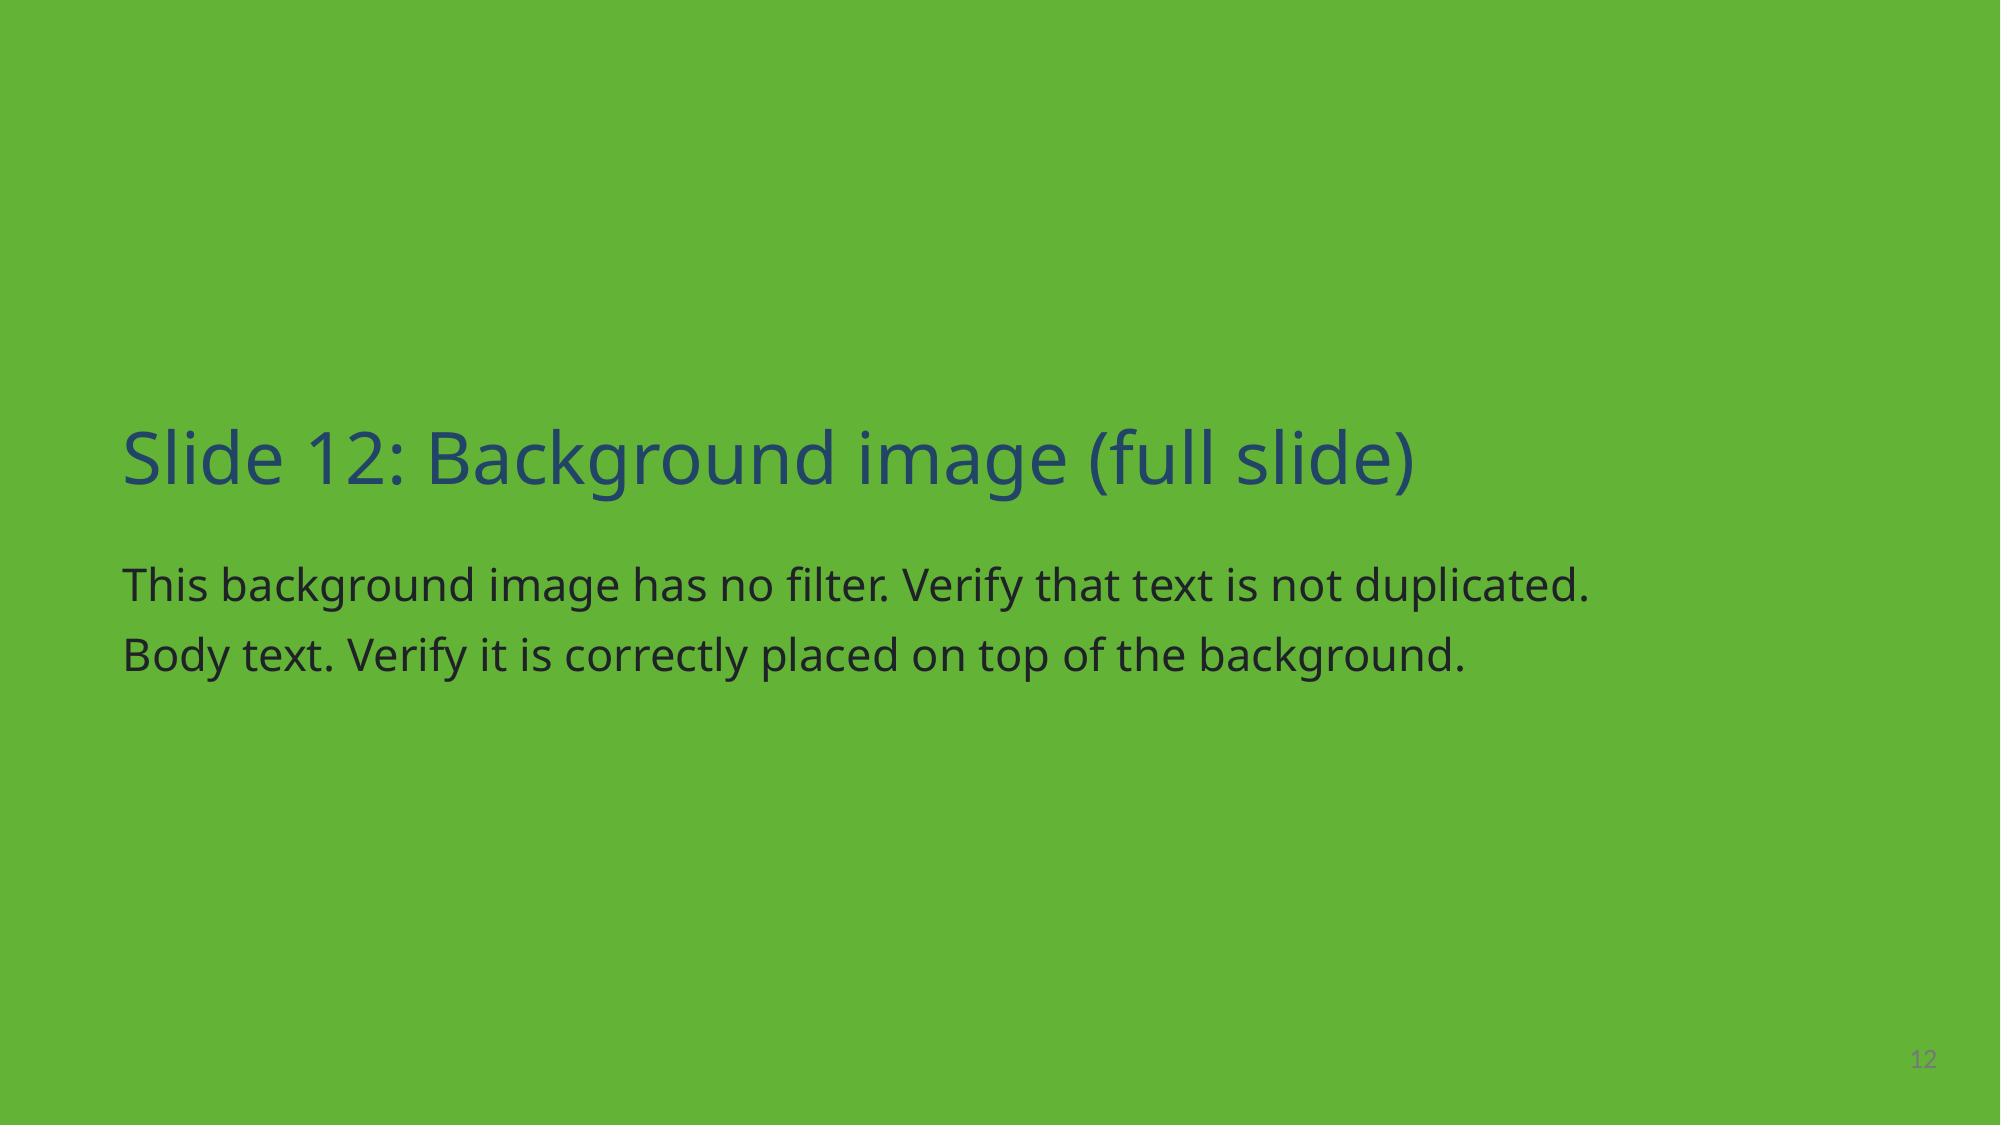 Slide 12: Background image (full slide)
This background image has no filter. Verify that text is not duplicated.
Body text. Verify it is correctly placed on top of the background.
12